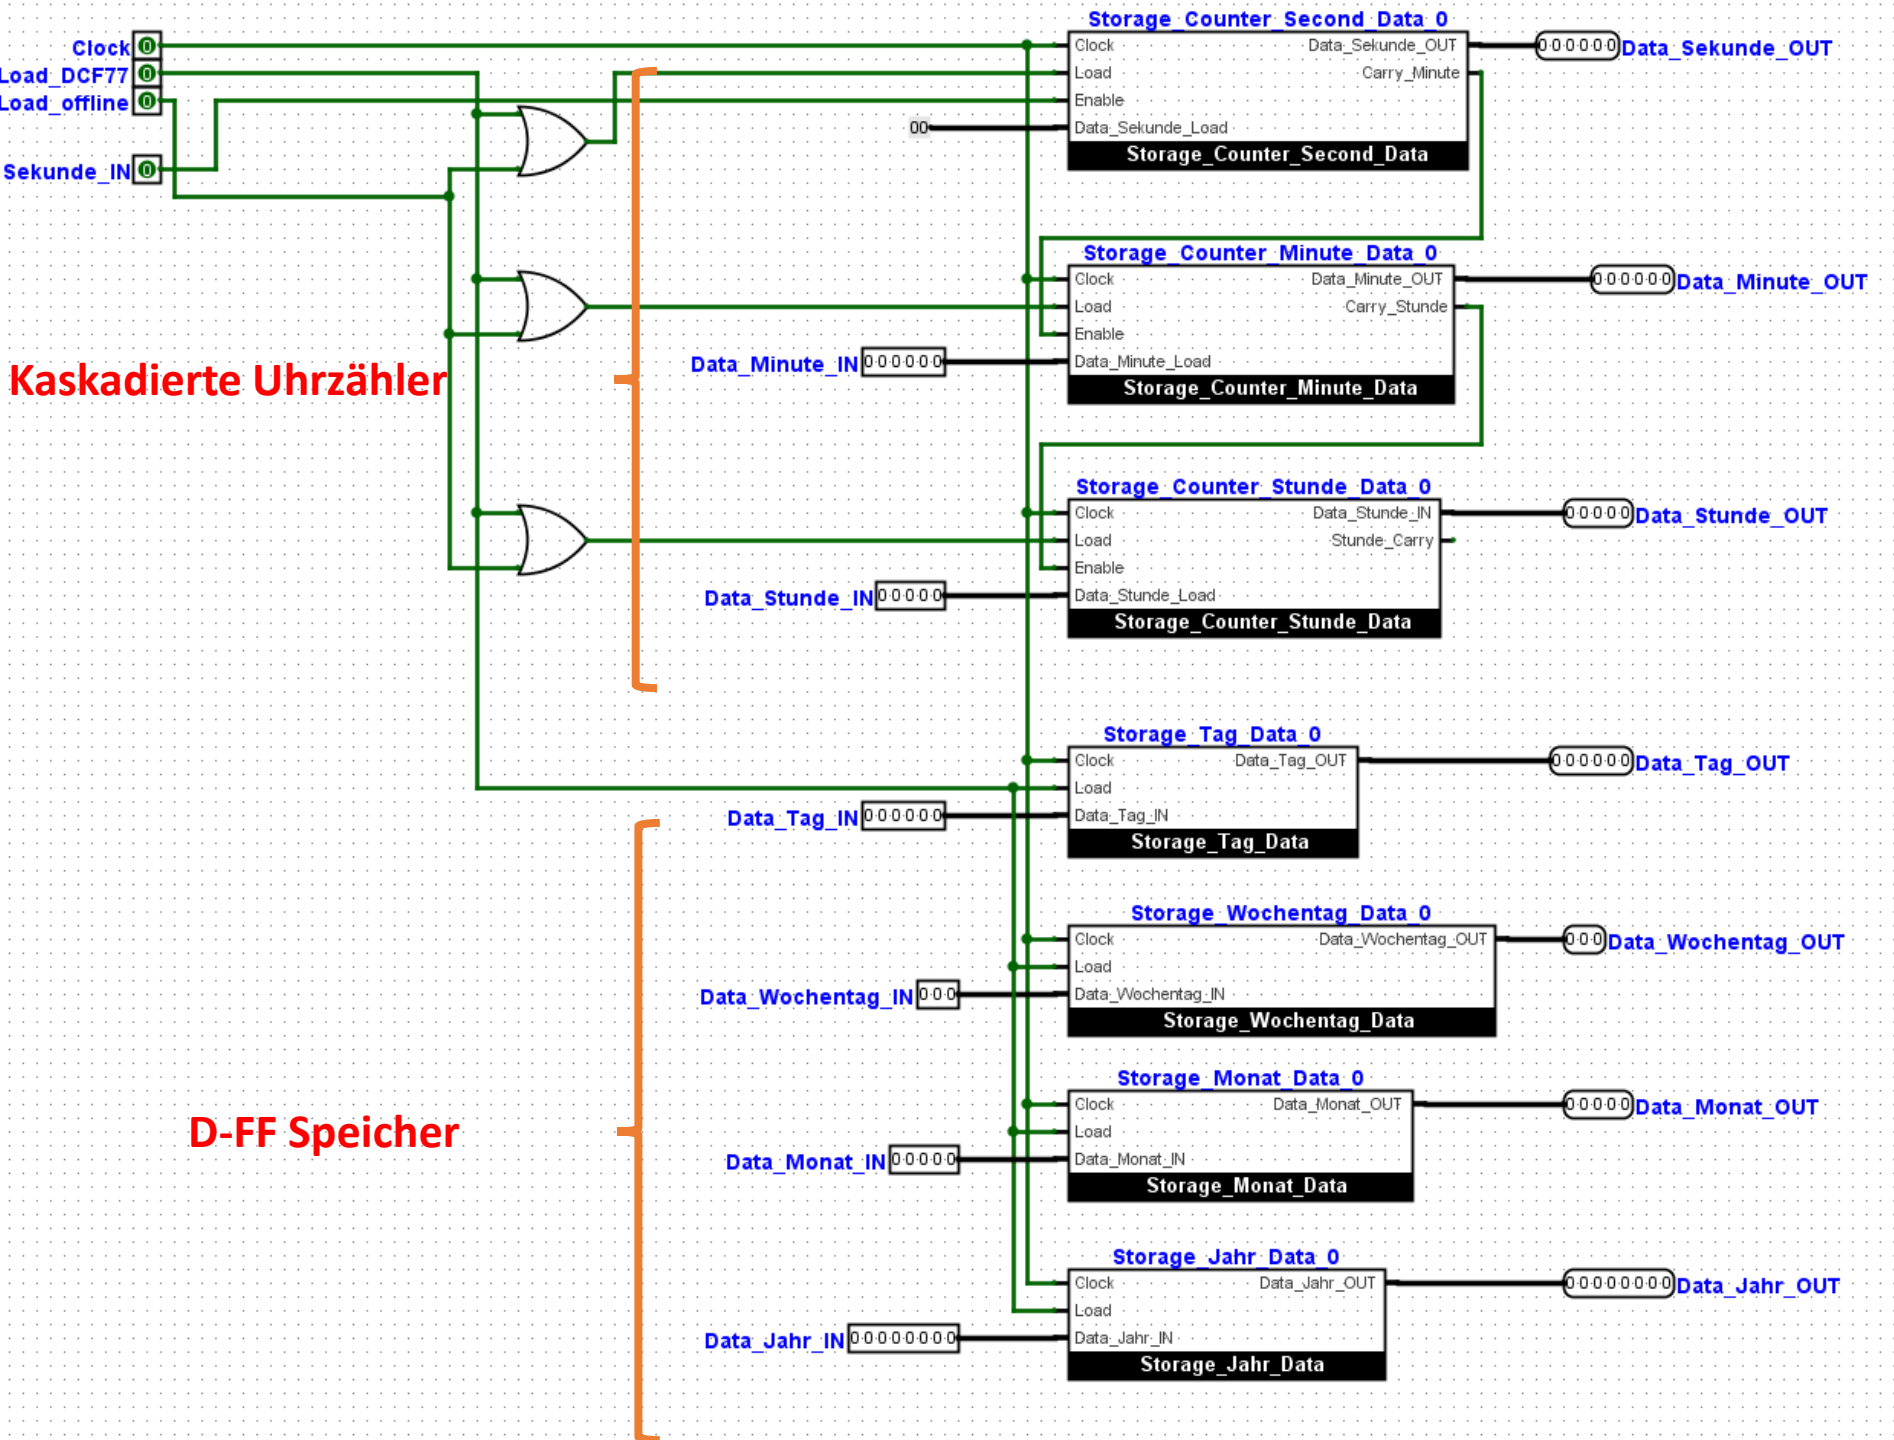 Clock 0
Load_DCF77 0
Load_offline 0
Sekunde_IN 0
Kaskadierte Uhrzähler
Storage_Counter_Second_Data_0
Clock Data_Sekunde_OUT
Load Carry_Minute
Enable
00 Data_Sekunde_Load
Storage_Counter_Second_Data
000000 Data_Sekunde_OUT
Storage_Counter_Minute_Data_0
Clock Data_Minute_OUT
Load Carry_Stunde
Enable
Data_Minute_IN 000000 Data_Minute_Load
Storage_Counter_Minute_Data
000000 Data_Minute_OUT
Storage_Counter_Stunde_Data_0
Clock Data_Stunde_IN
Load Stunde_Carry
Enable
Data_Stunde_IN 00000 Data_Stunde_Load
Storage_Counter_Stunde_Data
00000 Data_Stunde_OUT
D-FF Speicher
Storage_Tag_Data_0
Clock Data_Tag_OUT
Load
Data_Tag_IN 000000 Data_Tag_IN
Storage_Tag_Data
000000 Data_Tag_OUT
Storage_Wochentag_Data_0
Clock Data_Wochentag_OUT
Load
Data_Wochentag_IN 000 Data_Wochentag_IN
Storage_Wochentag_Data
000 Data_Wochentag_OUT
Storage_Monat_Data_0
Clock Data_Monat_OUT
Load
Data_Monat_IN 00000 Data_Monat_IN
Storage_Monat_Data
00000 Data_Monat_OUT
Storage_Jahr_Data_0
Clock Data_Jahr_OUT
Load
Data_Jahr_IN 00000000 Data_Jahr_IN
Storage_Jahr_Data
00000000 Data_Jahr_OUT